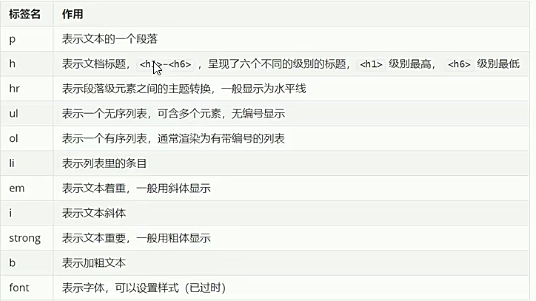 标签名 作用
p 表示文本的一个段落
h 表示文档标题，<h1>–<h6> ，呈现了六个不同的级别的标题，<h1> 级别最高，<h6> 级别最低
hr 表示段落级元素之间的主题转换，一般显示为水平线
ul 表示一个无序列表，可含多个元素，无编号显示
ol 表示一个有序列表，通常渲染为有带编号的列表
li 表示列表里的条目
em 表示文本着重，一般用斜体显示
i 表示文本斜体
strong 表示文本重要，一般用粗体显示
b 表示加粗文本
font 表示字体，可以设置样式（已过时）